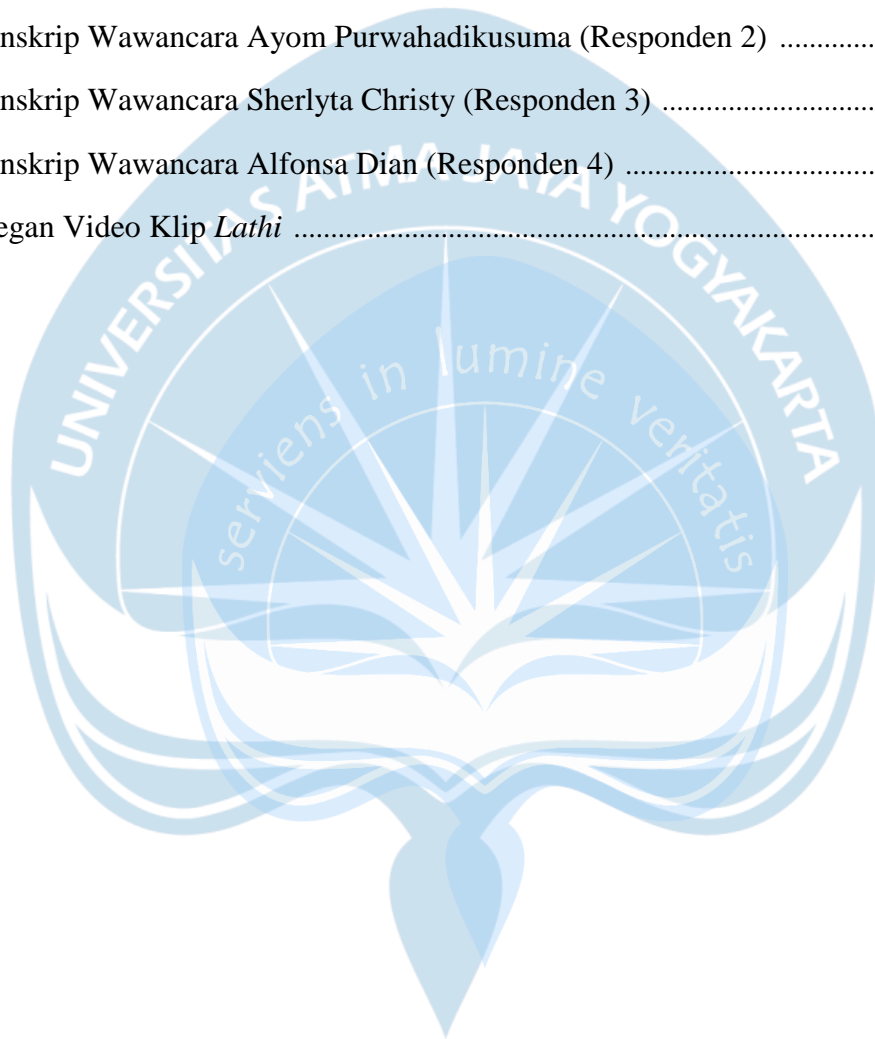 nskrip Wawancara Ayom Purwahadikusuma (Responden 2) .............
nskrip Wawancara Sherlyta Christy (Responden 3) ..............................
nskrip Wawancara Alfonsa Dian (Responden 4) ...................................
egan Video Klip Lathi ................................................................................
UNIVERSITAS ATMA JAYA YOGYAKARTA
serviens in lumine veritatis